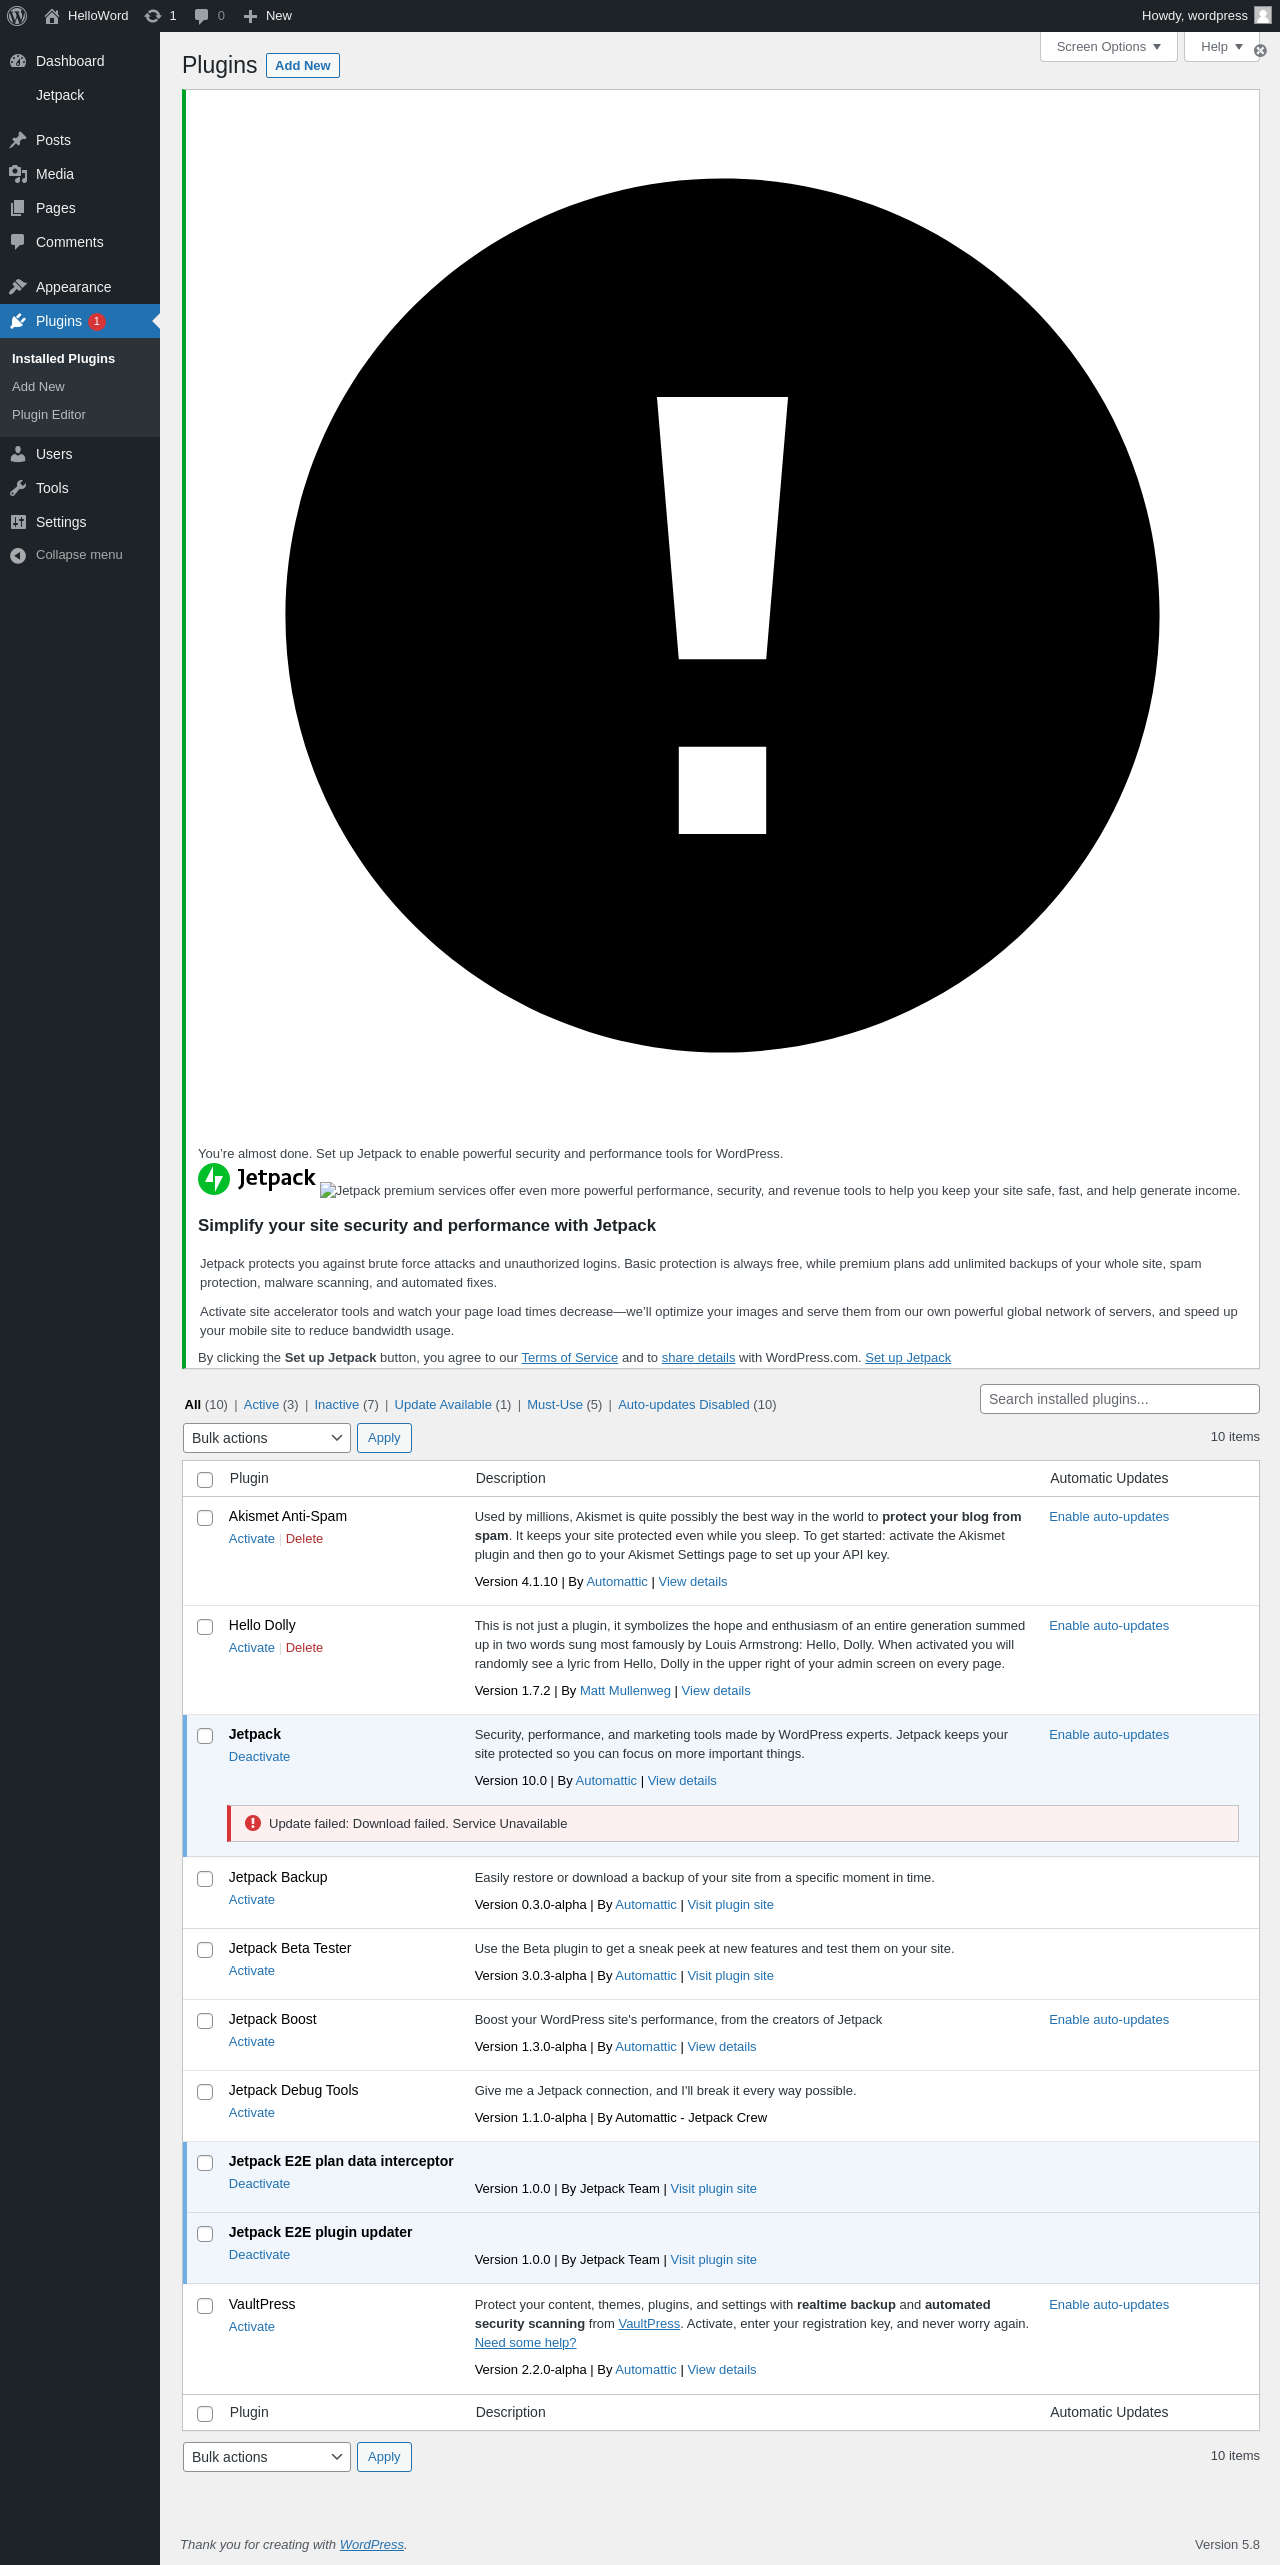 HelloWord 1 0 New Howdy, wordpress
Dashboard
Jetpack
Posts
Media
Pages
Comments
Appearance
Plugins 1
Installed Plugins
Add New
Plugin Editor
Users
Tools
Settings
Collapse menu
Screen Options Help
Plugins Add New
You’re almost done. Set up Jetpack to enable powerful security and performance tools for WordPress.
Jetpack Jetpack premium services offer even more powerful performance, security, and revenue tools to help you keep your site safe, fast, and help generate income.
Simplify your site security and performance with Jetpack
Jetpack protects you against brute force attacks and unauthorized logins. Basic protection is always free, while premium plans add unlimited backups of your whole site, spam
protection, malware scanning, and automated fixes.
Activate site accelerator tools and watch your page load times decrease—we’ll optimize your images and serve them from our own powerful global network of servers, and speed up
your mobile site to reduce bandwidth usage.
By clicking the Set up Jetpack button, you agree to our Terms of Service and to share details with WordPress.com. Set up Jetpack
All (10) | Active (3) | Inactive (7) | Update Available (1) | Must-Use (5) | Auto-updates Disabled (10)
Search installed plugins...
Bulk actions Apply 10 items
Plugin Description Automatic Updates
Akismet Anti-Spam
Activate | Delete
Used by millions, Akismet is quite possibly the best way in the world to protect your blog from
spam. It keeps your site protected even while you sleep. To get started: activate the Akismet
plugin and then go to your Akismet Settings page to set up your API key.
Version 4.1.10 | By Automattic | View details
Enable auto-updates
Hello Dolly
Activate | Delete
This is not just a plugin, it symbolizes the hope and enthusiasm of an entire generation summed
up in two words sung most famously by Louis Armstrong: Hello, Dolly. When activated you will
randomly see a lyric from Hello, Dolly in the upper right of your admin screen on every page.
Version 1.7.2 | By Matt Mullenweg | View details
Enable auto-updates
Jetpack
Deactivate
Security, performance, and marketing tools made by WordPress experts. Jetpack keeps your
site protected so you can focus on more important things.
Version 10.0 | By Automattic | View details
Enable auto-updates
Update failed: Download failed. Service Unavailable
Jetpack Backup
Activate
Easily restore or download a backup of your site from a specific moment in time.
Version 0.3.0-alpha | By Automattic | Visit plugin site
Jetpack Beta Tester
Activate
Use the Beta plugin to get a sneak peek at new features and test them on your site.
Version 3.0.3-alpha | By Automattic | Visit plugin site
Jetpack Boost
Activate
Boost your WordPress site's performance, from the creators of Jetpack
Version 1.3.0-alpha | By Automattic | View details
Enable auto-updates
Jetpack Debug Tools
Activate
Give me a Jetpack connection, and I'll break it every way possible.
Version 1.1.0-alpha | By Automattic - Jetpack Crew
Jetpack E2E plan data interceptor
Deactivate
Version 1.0.0 | By Jetpack Team | Visit plugin site
Jetpack E2E plugin updater
Deactivate
Version 1.0.0 | By Jetpack Team | Visit plugin site
VaultPress
Activate
Protect your content, themes, plugins, and settings with realtime backup and automated
security scanning from VaultPress. Activate, enter your registration key, and never worry again.
Need some help?
Version 2.2.0-alpha | By Automattic | View details
Enable auto-updates
Plugin Description Automatic Updates
Bulk actions Apply 10 items
Thank you for creating with WordPress. Version 5.8